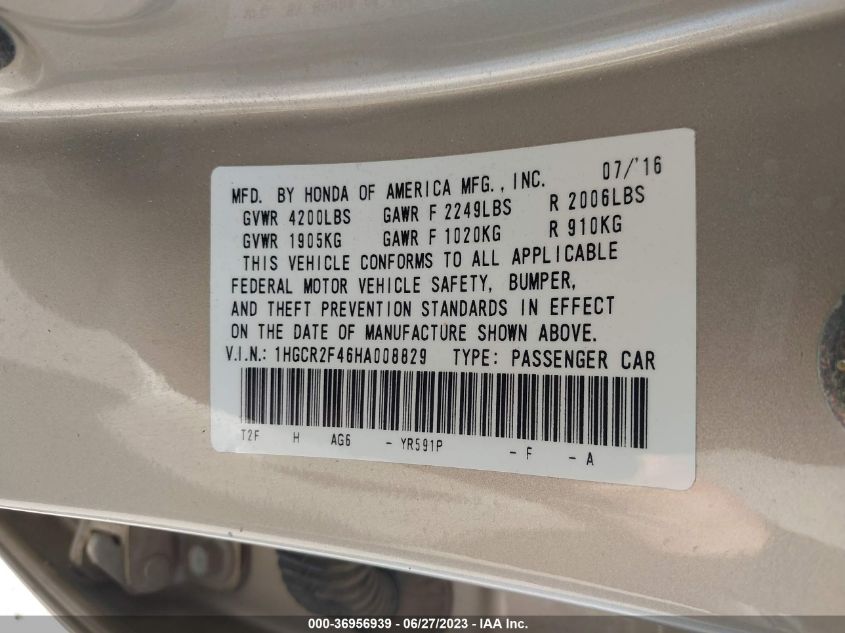 MFD. BY HONDA OF AMERICA MFG., INC. 07/'16
GVWR 4200LBS GAWR F 2249LBS R 2006LBS
GVWR 1905KG GAWR F 1020KG R 910KG
THIS VEHICLE CONFORMS TO ALL APPLICABLE
FEDERAL MOTOR VEHICLE SAFETY, BUMPER,
AND THEFT PREVENTION STANDARDS IN EFFECT
ON THE DATE OF MANUFACTURE SHOWN ABOVE.
V.I.N.: 1HGCR2F46HA008829 TYPE: PASSENGER CAR
T2F H AG6 - YR591P - F - A
000-36956939 - 06/27/2023 - IAAI Inc.